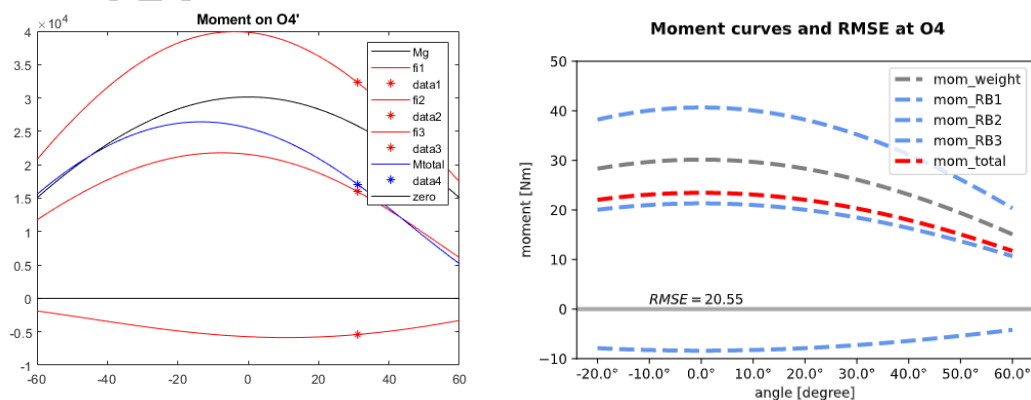 Moment on O4'
×10⁴
4
3.5
3
2.5
2
1.5
1
0.5
0
-0.5
-1
-60 -40 -20 0 20 40 60
Mg
fi1
data1
fi2
data2
fi3
data3
Mtotal
data4
zero
Moment curves and RMSE at O4
moment [Nm]
50
40
30
20
10
0
−10
mom_weight
mom_RB1
mom_RB2
mom_RB3
mom_total
RMSE = 20.55
-20.0° -10.0° 0.0° 10.0° 20.0° 30.0° 40.0° 50.0° 60.0°
angle [degree]